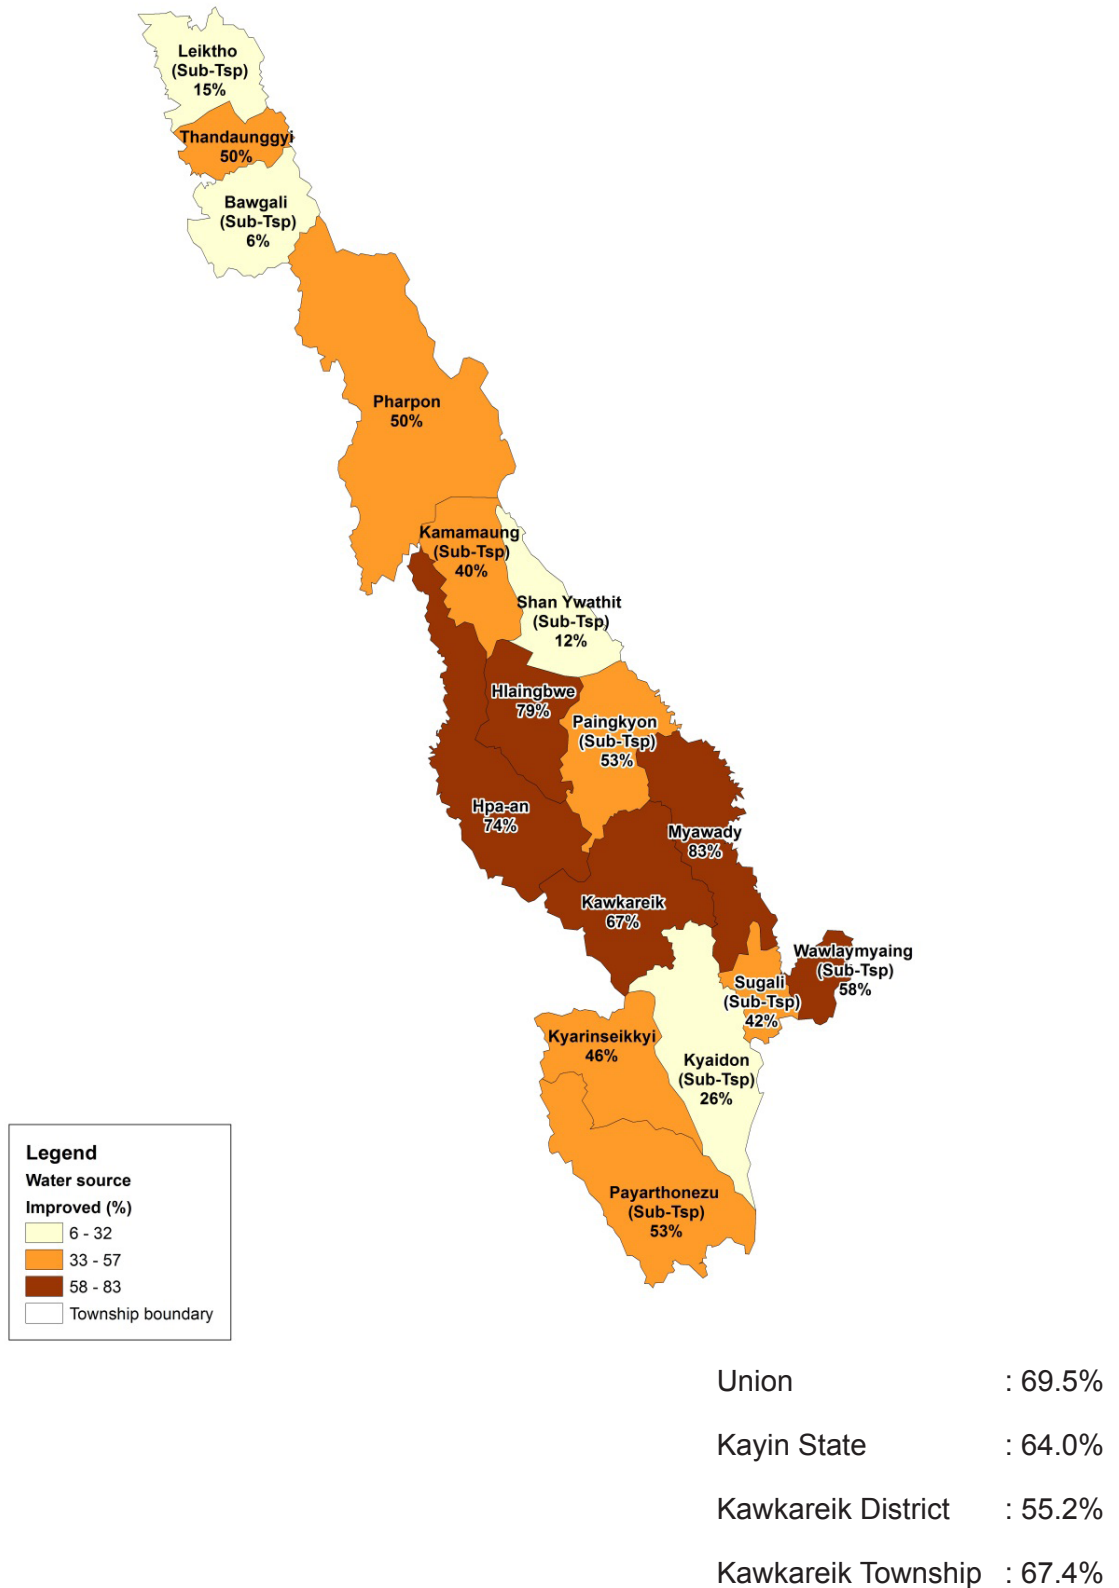 Leiktho
(Sub-Tsp)
15%
Thandaunggyi
50%
Bawgali
(Sub-Tsp)
6%
Pharpon
50%
Kamamaung
(Sub-Tsp)
40%
Shan Ywathit
(Sub-Tsp)
12%
Hlaingbwe
79%
Paingkyon
(Sub-Tsp)
53%
Hpa-an
74%
Myawady
83%
Kawkareik
67%
Wawlaymyaing
(Sub-Tsp)
58%
Sugali
(Sub-Tsp)
42%
Kyarinseikkyi
46%
Kyaidon
(Sub-Tsp)
26%
Payarthonezu
(Sub-Tsp)
53%
Legend
Water source
Improved (%)
6 - 32
33 - 57
58 - 83
Township boundary
Union : 69.5%
Kayin State : 64.0%
Kawkareik District : 55.2%
Kawkareik Township : 67.4%